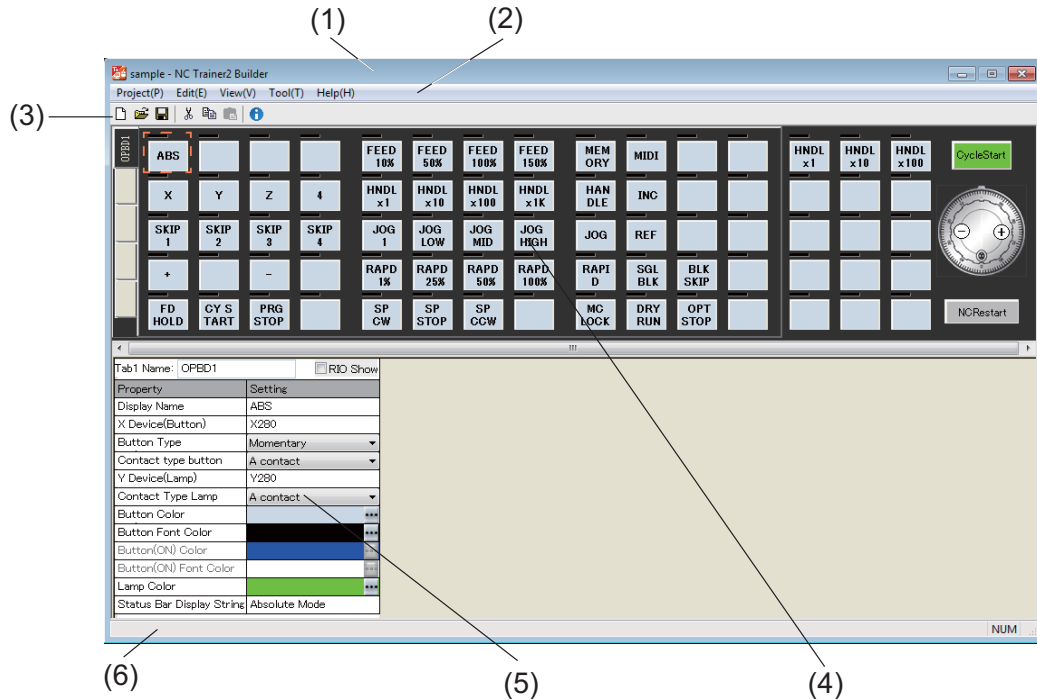 (1) (2)
sample - NC Trainer2 Builder
Project(P) Edit(E) View(V) Tool(T) Help(H)
(3)
OPBD1
ABS FEED 10% FEED 50% FEED 100% FEED 150% MEM ORY MIDI HNDL x1 HNDL x10 HNDL x100 CycleStart
X Y Z 4 HNDL x1 HNDL x10 HNDL x100 HNDL x1K HAN DLE INC
SKIP 1 SKIP 2 SKIP 3 SKIP 4 JOG 1 JOG LOW JOG MID JOG HIGH JOG REF
+ - RAPD 1% RAPD 25% RAPD 50% RAPD 100% RAPI D SGL BLK BLK SKIP
FD HOLD CY S TART PRG STOP SP CW SP STOP SP CCW MC LOCK DRY RUN OPT STOP NCRestart
Tab1 Name: OPBD1 RIO Show
Property Setting
Display Name ABS
X Device(Button) X280
Button Type Momentary
Contact type button A contact
Y Device(Lamp) Y280
Contact Type Lamp A contact
Button Color
Button Font Color
Button(ON) Color
Button(ON) Font Color
Lamp Color
Status Bar Display String Absolute Mode
NUM
(6) (5) (4)